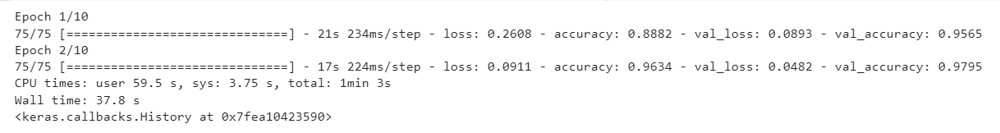 Epoch 1/10
75/75 [==============================] - 21s 234ms/step - loss: 0.2608 - accuracy: 0.8882 - val_loss: 0.0893 - val_accuracy: 0.9565
Epoch 2/10
75/75 [==============================] - 17s 224ms/step - loss: 0.0911 - accuracy: 0.9634 - val_loss: 0.0482 - val_accuracy: 0.9795
CPU times: user 59.5 s, sys: 3.75 s, total: 1min 3s
Wall time: 37.8 s
<keras.callbacks.History at 0x7fea10423590>